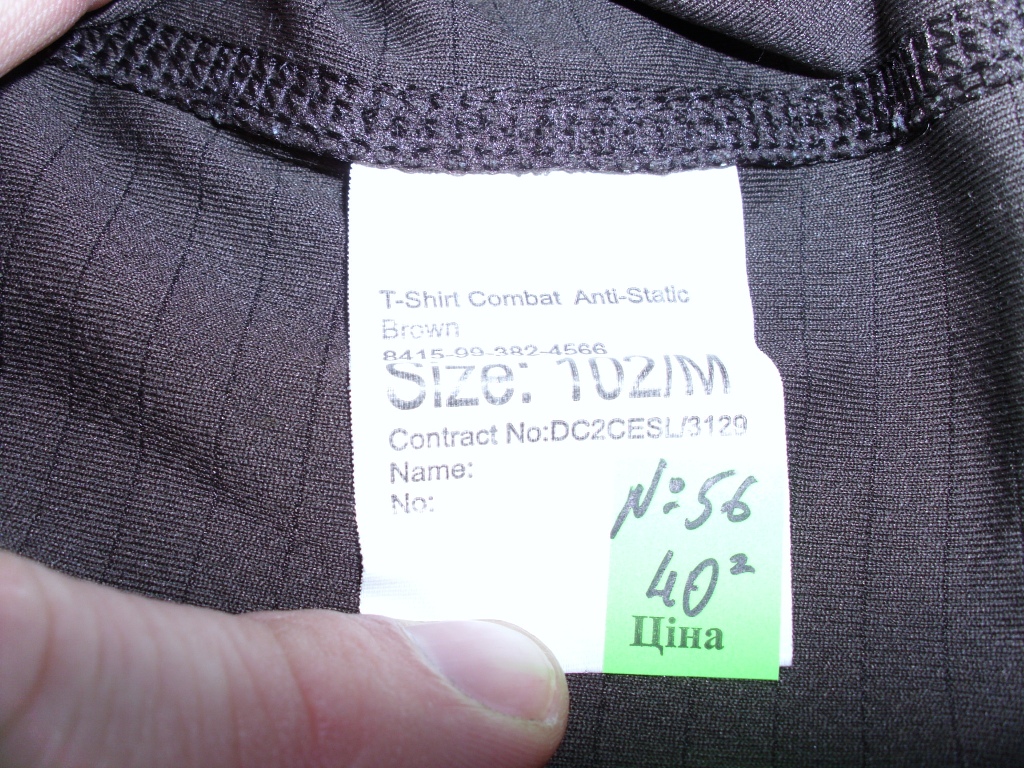 T-Shirt Combat Anti-Static
Brown
8415-99-382-4566
Size: 102/M
Contract No:DC2CESL/3129
Name:
No:
№:56
40²
Ціна